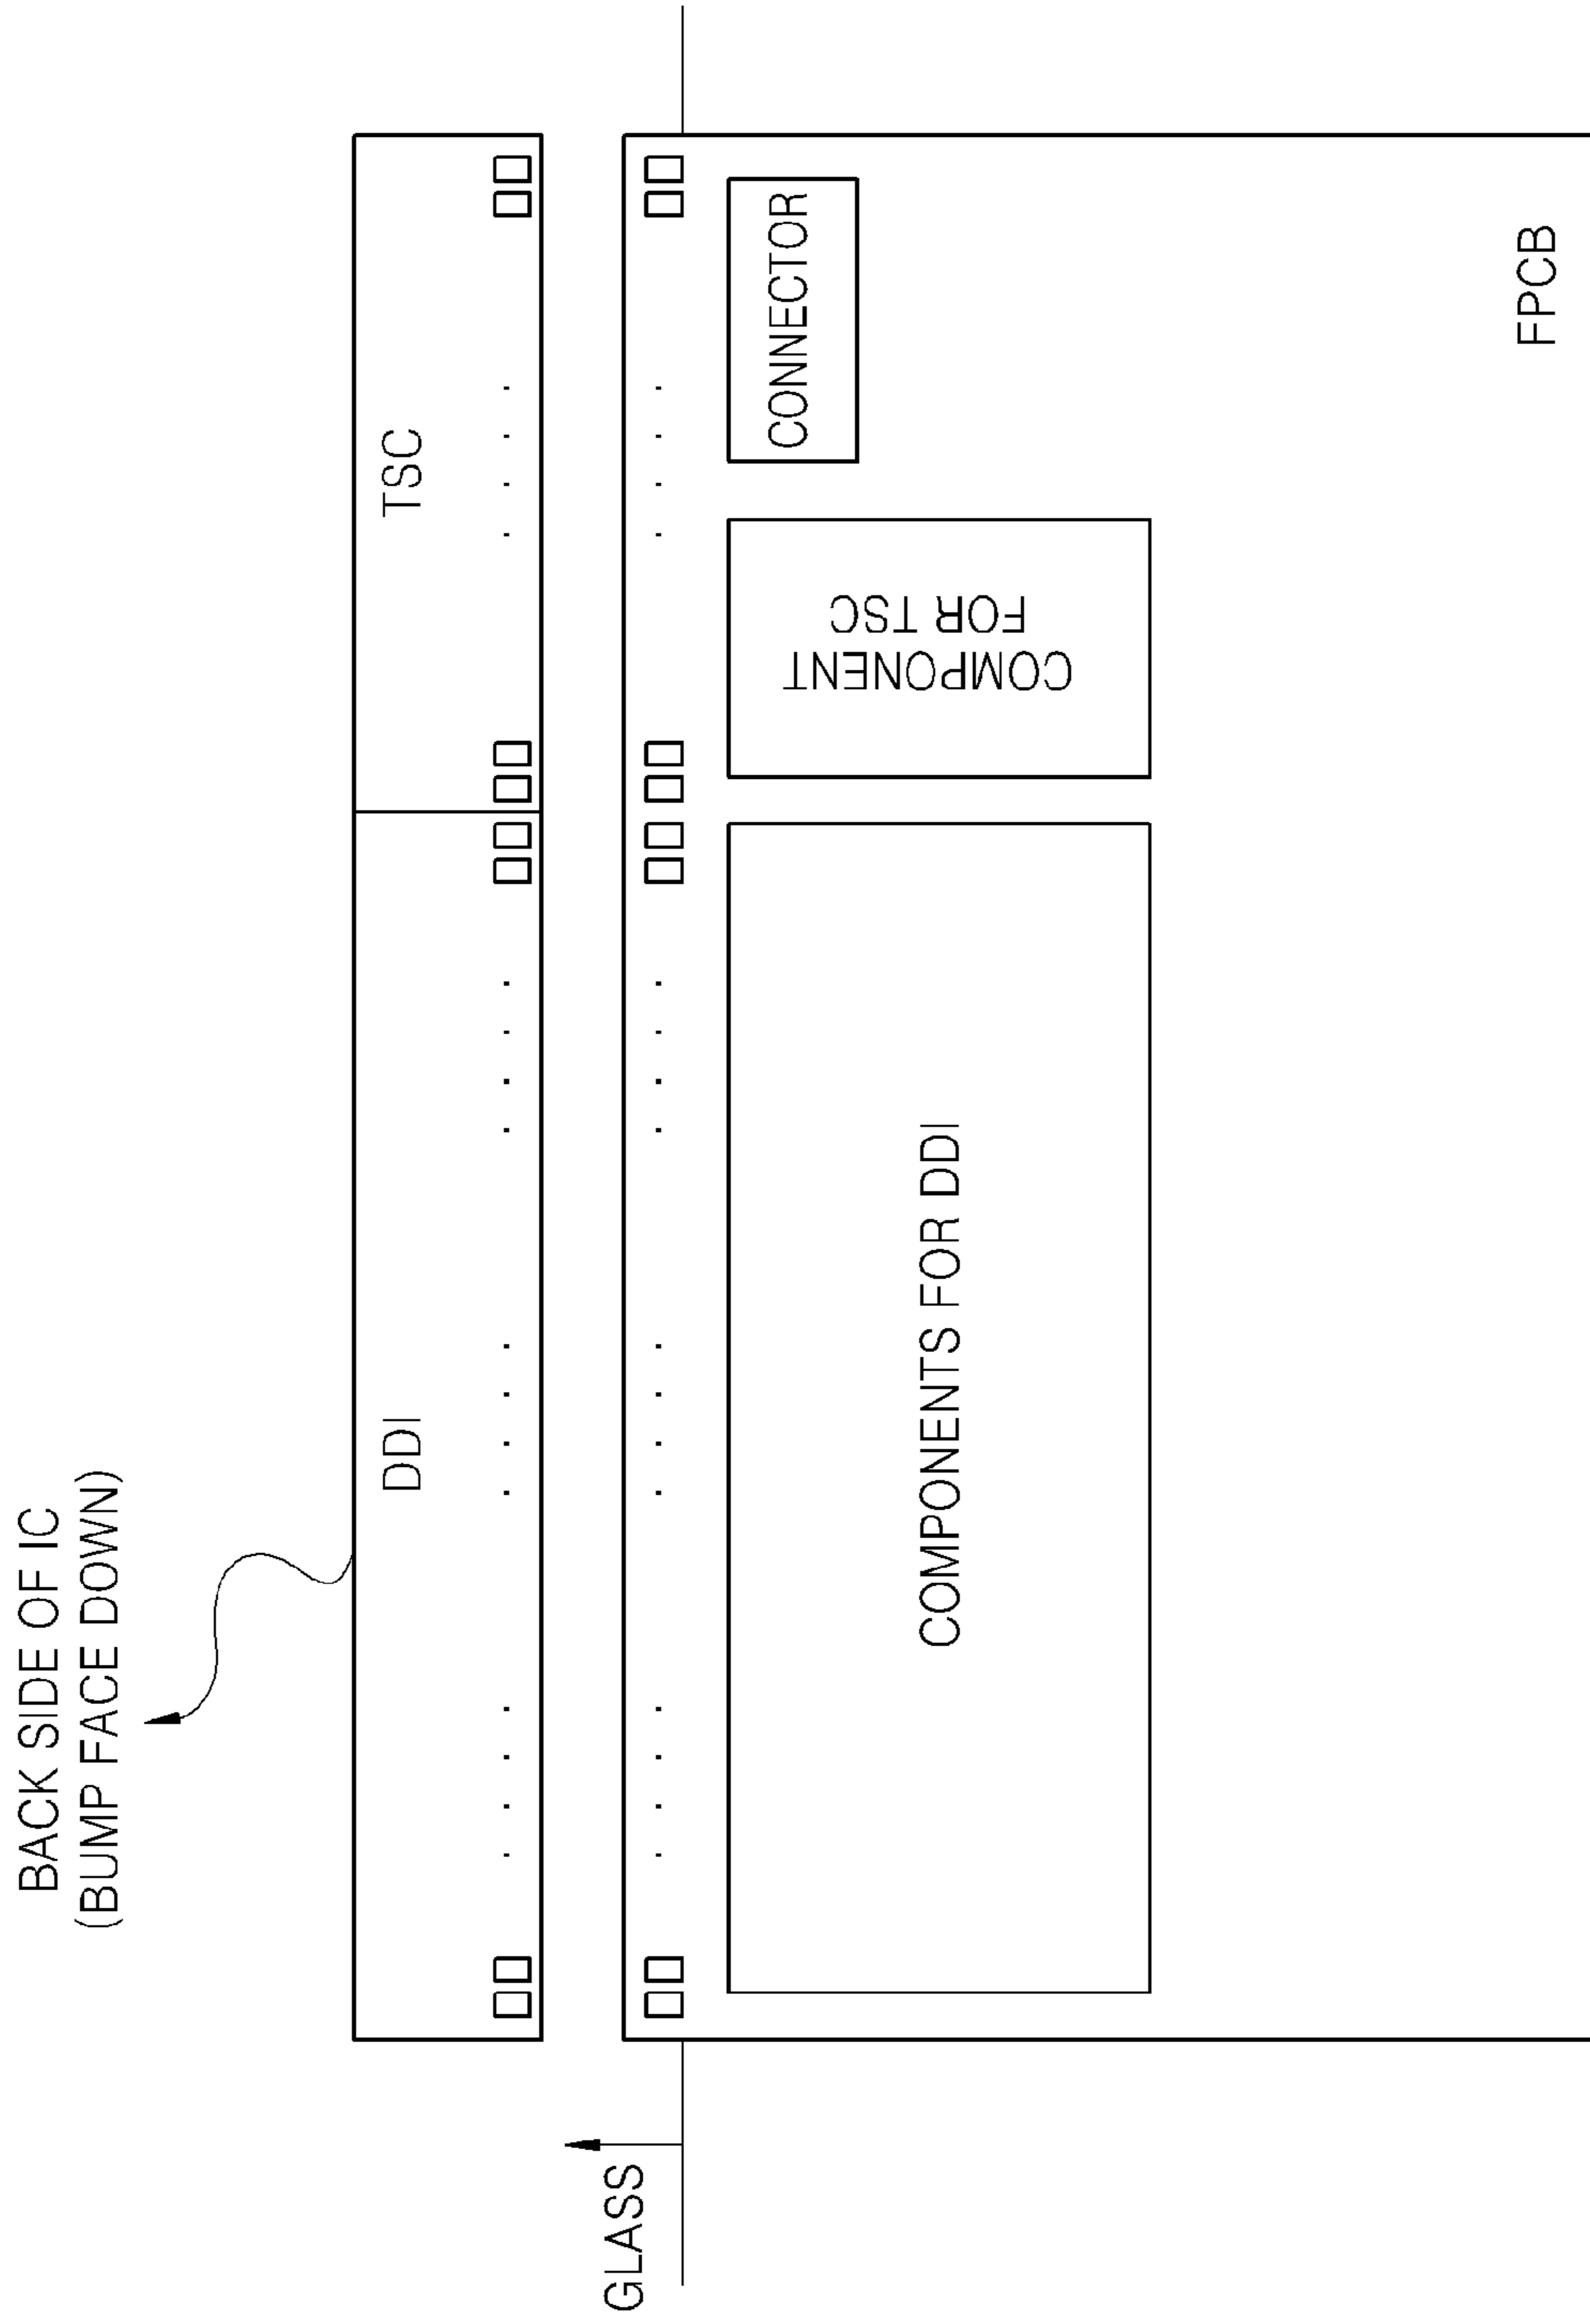 BACK SIDE OF IC
(BUMP FACE DOWN)
DDI
TSC
GLASS
CONNECTOR
COMPONENT
FOR TSC
COMPONENTS FOR DDI
FPCB